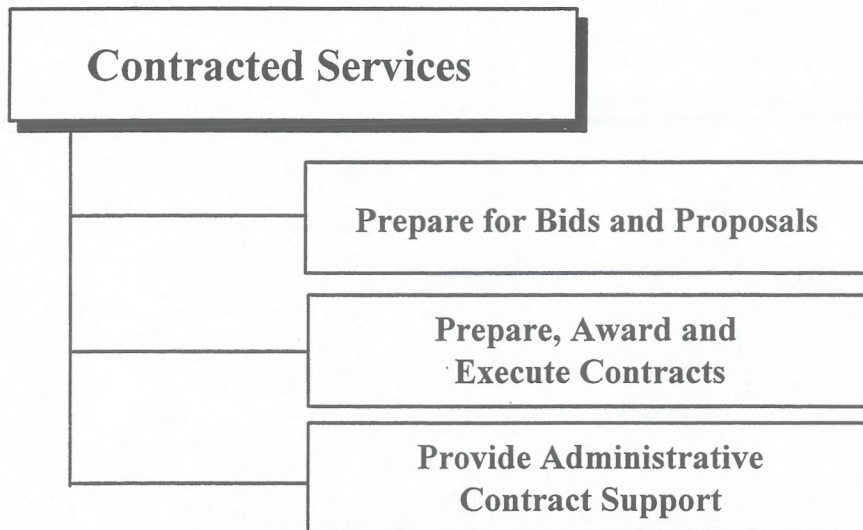 Contracted Services
Prepare for Bids and Proposals
Prepare, Award and
Execute Contracts
Provide Administrative
Contract Support